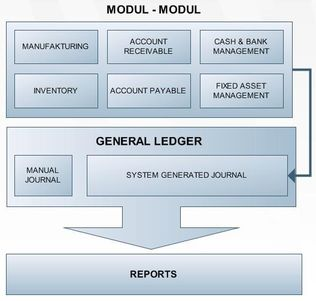 MODUL - MODUL
MANUFAKTURING
ACCOUNT
RECEIVABLE
CASH & BANK
MANAGEMENT
INVENTORY
ACCOUNT PAYABLE
FIXED ASSET
MANAGEMENT
GENERAL LEDGER
MANUAL
JOURNAL
SYSTEM GENERATED JOURNAL
REPORTS